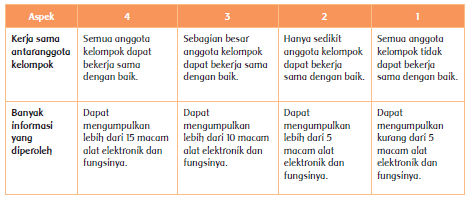 Aspek 4 3 2 1
Kerja sama
antaranggota
kelompok
Semua anggota
kelompok dapat
bekerja sama
dengan baik.
Sebagian besar
anggota kelompok
dapat bekerja sama
dengan baik.
Hanya sedikit
anggota kelompok
dapat bekerja
sama dengan baik.
Semua anggota
kelompok tidak
dapat bekerja
sama dengan baik.
Banyak
informasi
yang
diperoleh
Dapat
mengumpulkan
lebih dari 15 macam
alat elektronik dan
fungsinya.
Dapat
mengumpulkan
lebih dari 10 macam
alat elektronik dan
fungsinya.
Dapat
mengumpulkan
lebih dari 5
macam alat
elektronik dan
fungsinya.
Dapat
mengumpulkan
kurang dari 5
macam alat
elektronik dan
fungsinya.